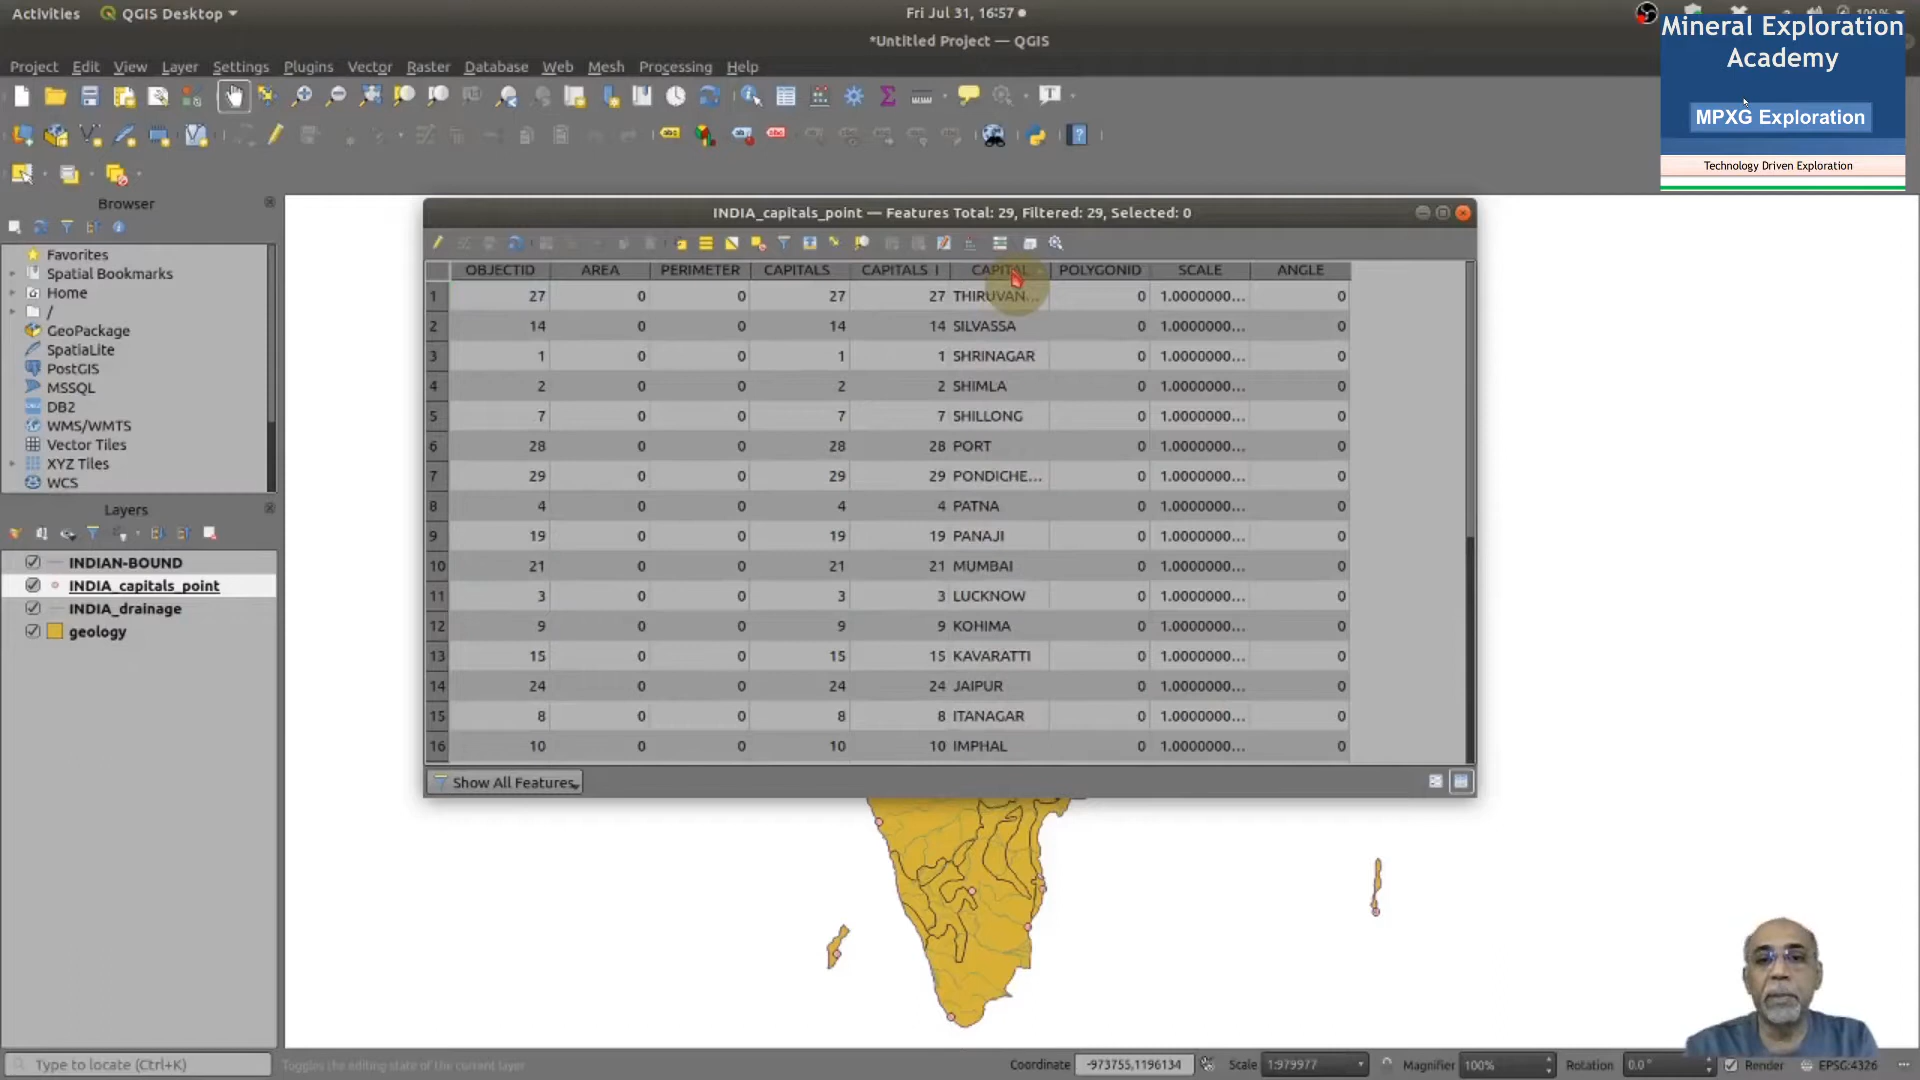 Activities QGIS Desktop Fri Jul 31, 16:57 100%
*Untitled Project — QGIS
Project Edit View Layer Settings Plugins Vector Raster Database Web Mesh Processing Help
Mineral Exploration
Academy
MPXG Exploration
Technology Driven Exploration
Browser
Favorites
Spatial Bookmarks
Home
/
GeoPackage
SpatiaLite
PostGIS
MSSQL
DB2
WMS/WMTS
Vector Tiles
XYZ Tiles
WCS
Layers
INDIAN-BOUND
INDIA_capitals_point
INDIA_drainage
geology
INDIA_capitals_point — Features Total: 29, Filtered: 29, Selected: 0
OBJECTID AREA PERIMETER CAPITALS CAPITALS I CAPITAL POLYGONID SCALE ANGLE
1 27 0 0 27 27 THIRUVAN... 0 1.0000000... 0
2 14 0 0 14 14 SILVASSA 0 1.0000000... 0
3 1 0 0 1 1 SHRINAGAR 0 1.0000000... 0
4 2 0 0 2 2 SHIMLA 0 1.0000000... 0
5 7 0 0 7 7 SHILLONG 0 1.0000000... 0
6 28 0 0 28 28 PORT 0 1.0000000... 0
7 29 0 0 29 29 PONDICHE... 0 1.0000000... 0
8 4 0 0 4 4 PATNA 0 1.0000000... 0
9 19 0 0 19 19 PANAJI 0 1.0000000... 0
10 21 0 0 21 21 MUMBAI 0 1.0000000... 0
11 3 0 0 3 3 LUCKNOW 0 1.0000000... 0
12 9 0 0 9 9 KOHIMA 0 1.0000000... 0
13 15 0 0 15 15 KAVARATTI 0 1.0000000... 0
14 24 0 0 24 24 JAIPUR 0 1.0000000... 0
15 8 0 0 8 8 ITANAGAR 0 1.0000000... 0
16 10 0 0 10 10 IMPHAL 0 1.0000000... 0
Show All Features
Type to locate (Ctrl+K) Toggles the editing state of the current layer Coordinate -973755,1196134 Scale 1:979977 Magnifier 100% Rotation 0.0 ° Render EPSG:4326